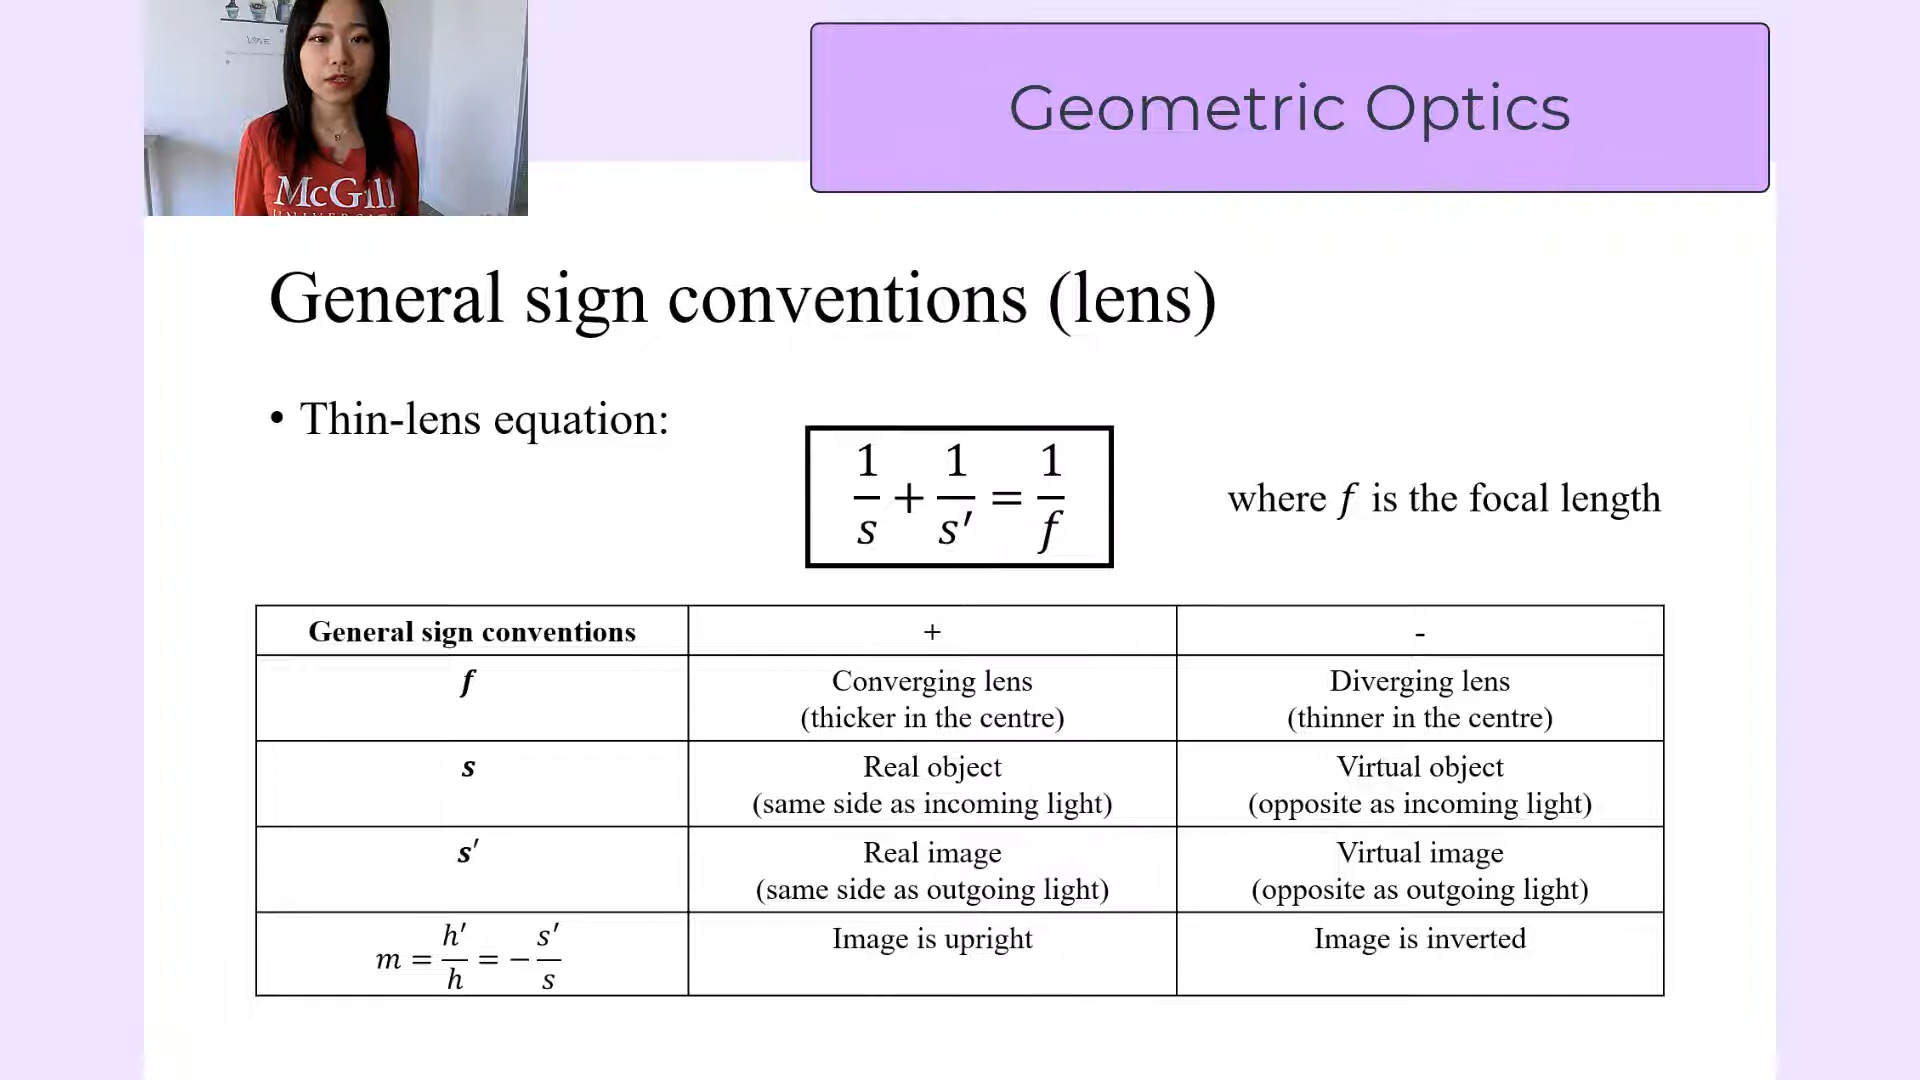 LOVE
McGill
UNIVERSITY
Geometric Optics
General sign conventions (lens)
• Thin-lens equation:
1/s + 1/s′ = 1/f
where f is the focal length
General sign conventions + -
f Converging lens (thicker in the centre) Diverging lens (thinner in the centre)
s Real object (same side as incoming light) Virtual object (opposite as incoming light)
s′ Real image (same side as outgoing light) Virtual image (opposite as outgoing light)
m = h′/h = − s′/s Image is upright Image is inverted